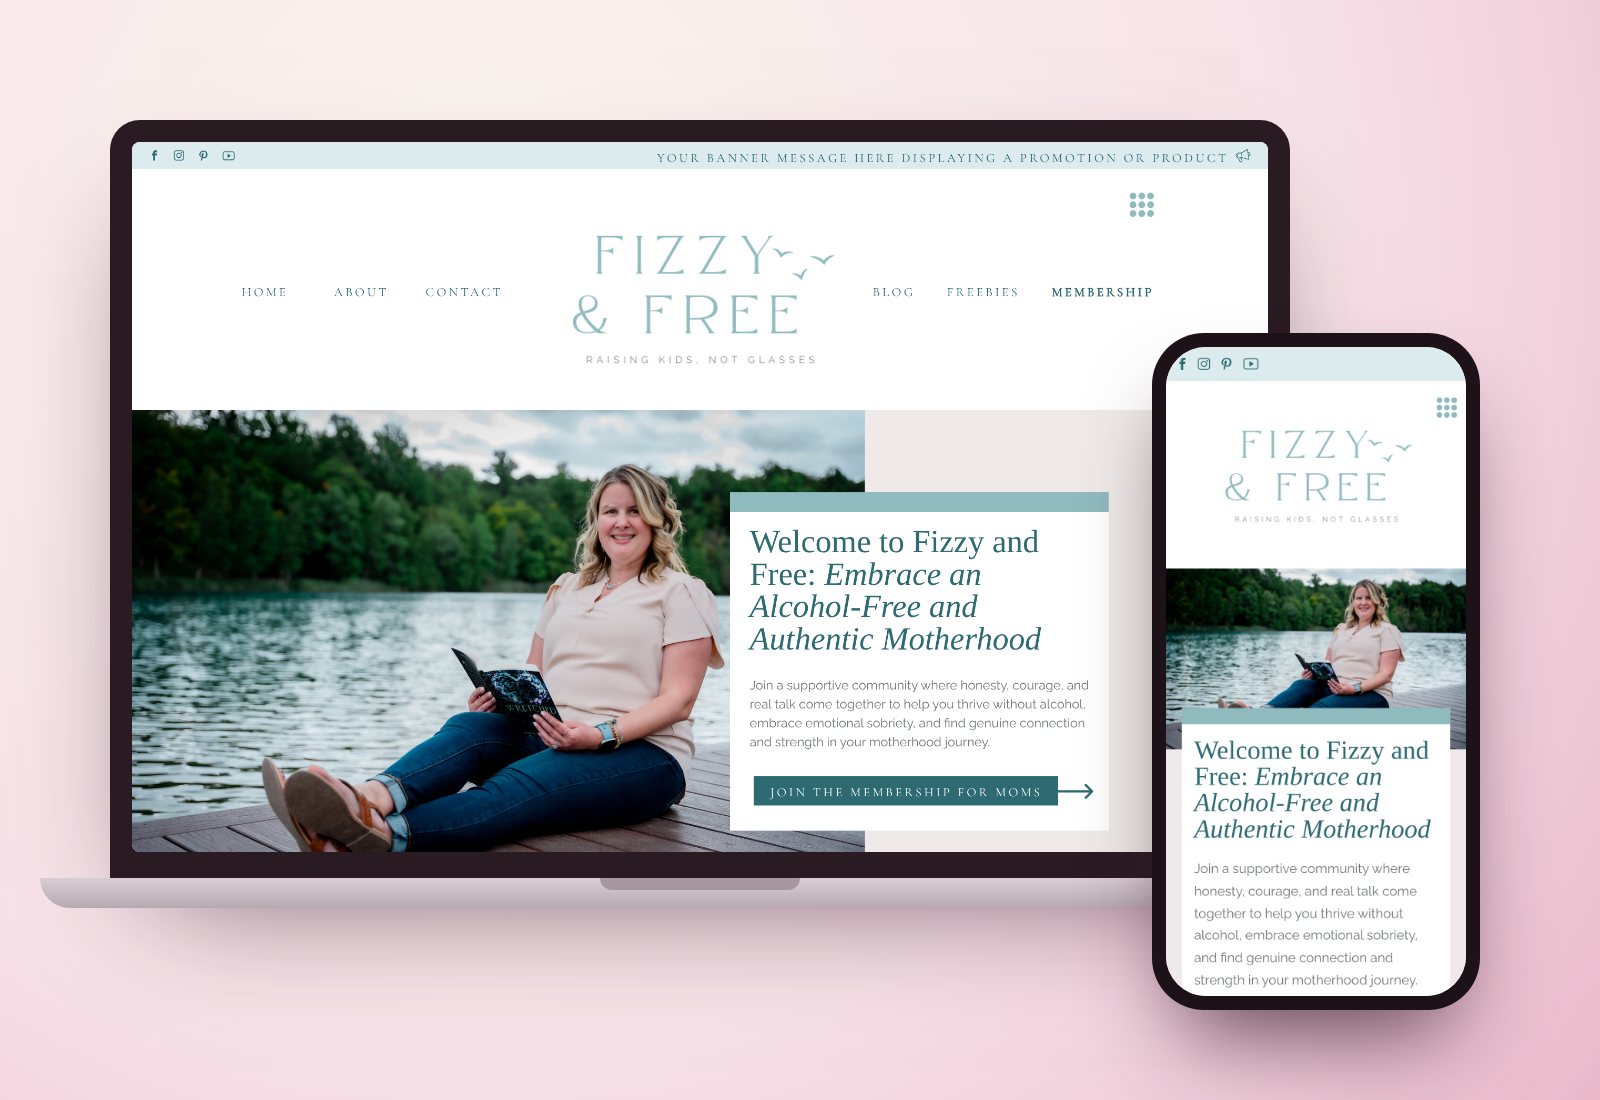 YOUR BANNER MESSAGE HERE DISPLAYING A PROMOTION OR PRODUCT
HOME ABOUT CONTACT
FIZZY
& FREE
RAISING KIDS, NOT GLASSES
BLOG FREEBIES MEMBERSHIP
WRETCHED
Welcome to Fizzy and
Free: Embrace an
Alcohol-Free and
Authentic Motherhood
Join a supportive community where honesty, courage, and
real talk come together to help you thrive without alcohol,
embrace emotional sobriety, and find genuine connection
and strength in your motherhood journey.
JOIN THE MEMBERSHIP FOR MOMS
FIZZY
& FREE
RAISING KIDS, NOT GLASSES
Welcome to Fizzy and
Free: Embrace an
Alcohol-Free and
Authentic Motherhood
Join a supportive community where
honesty, courage, and real talk come
together to help you thrive without
alcohol, embrace emotional sobriety,
and find genuine connection and
strength in your motherhood journey.